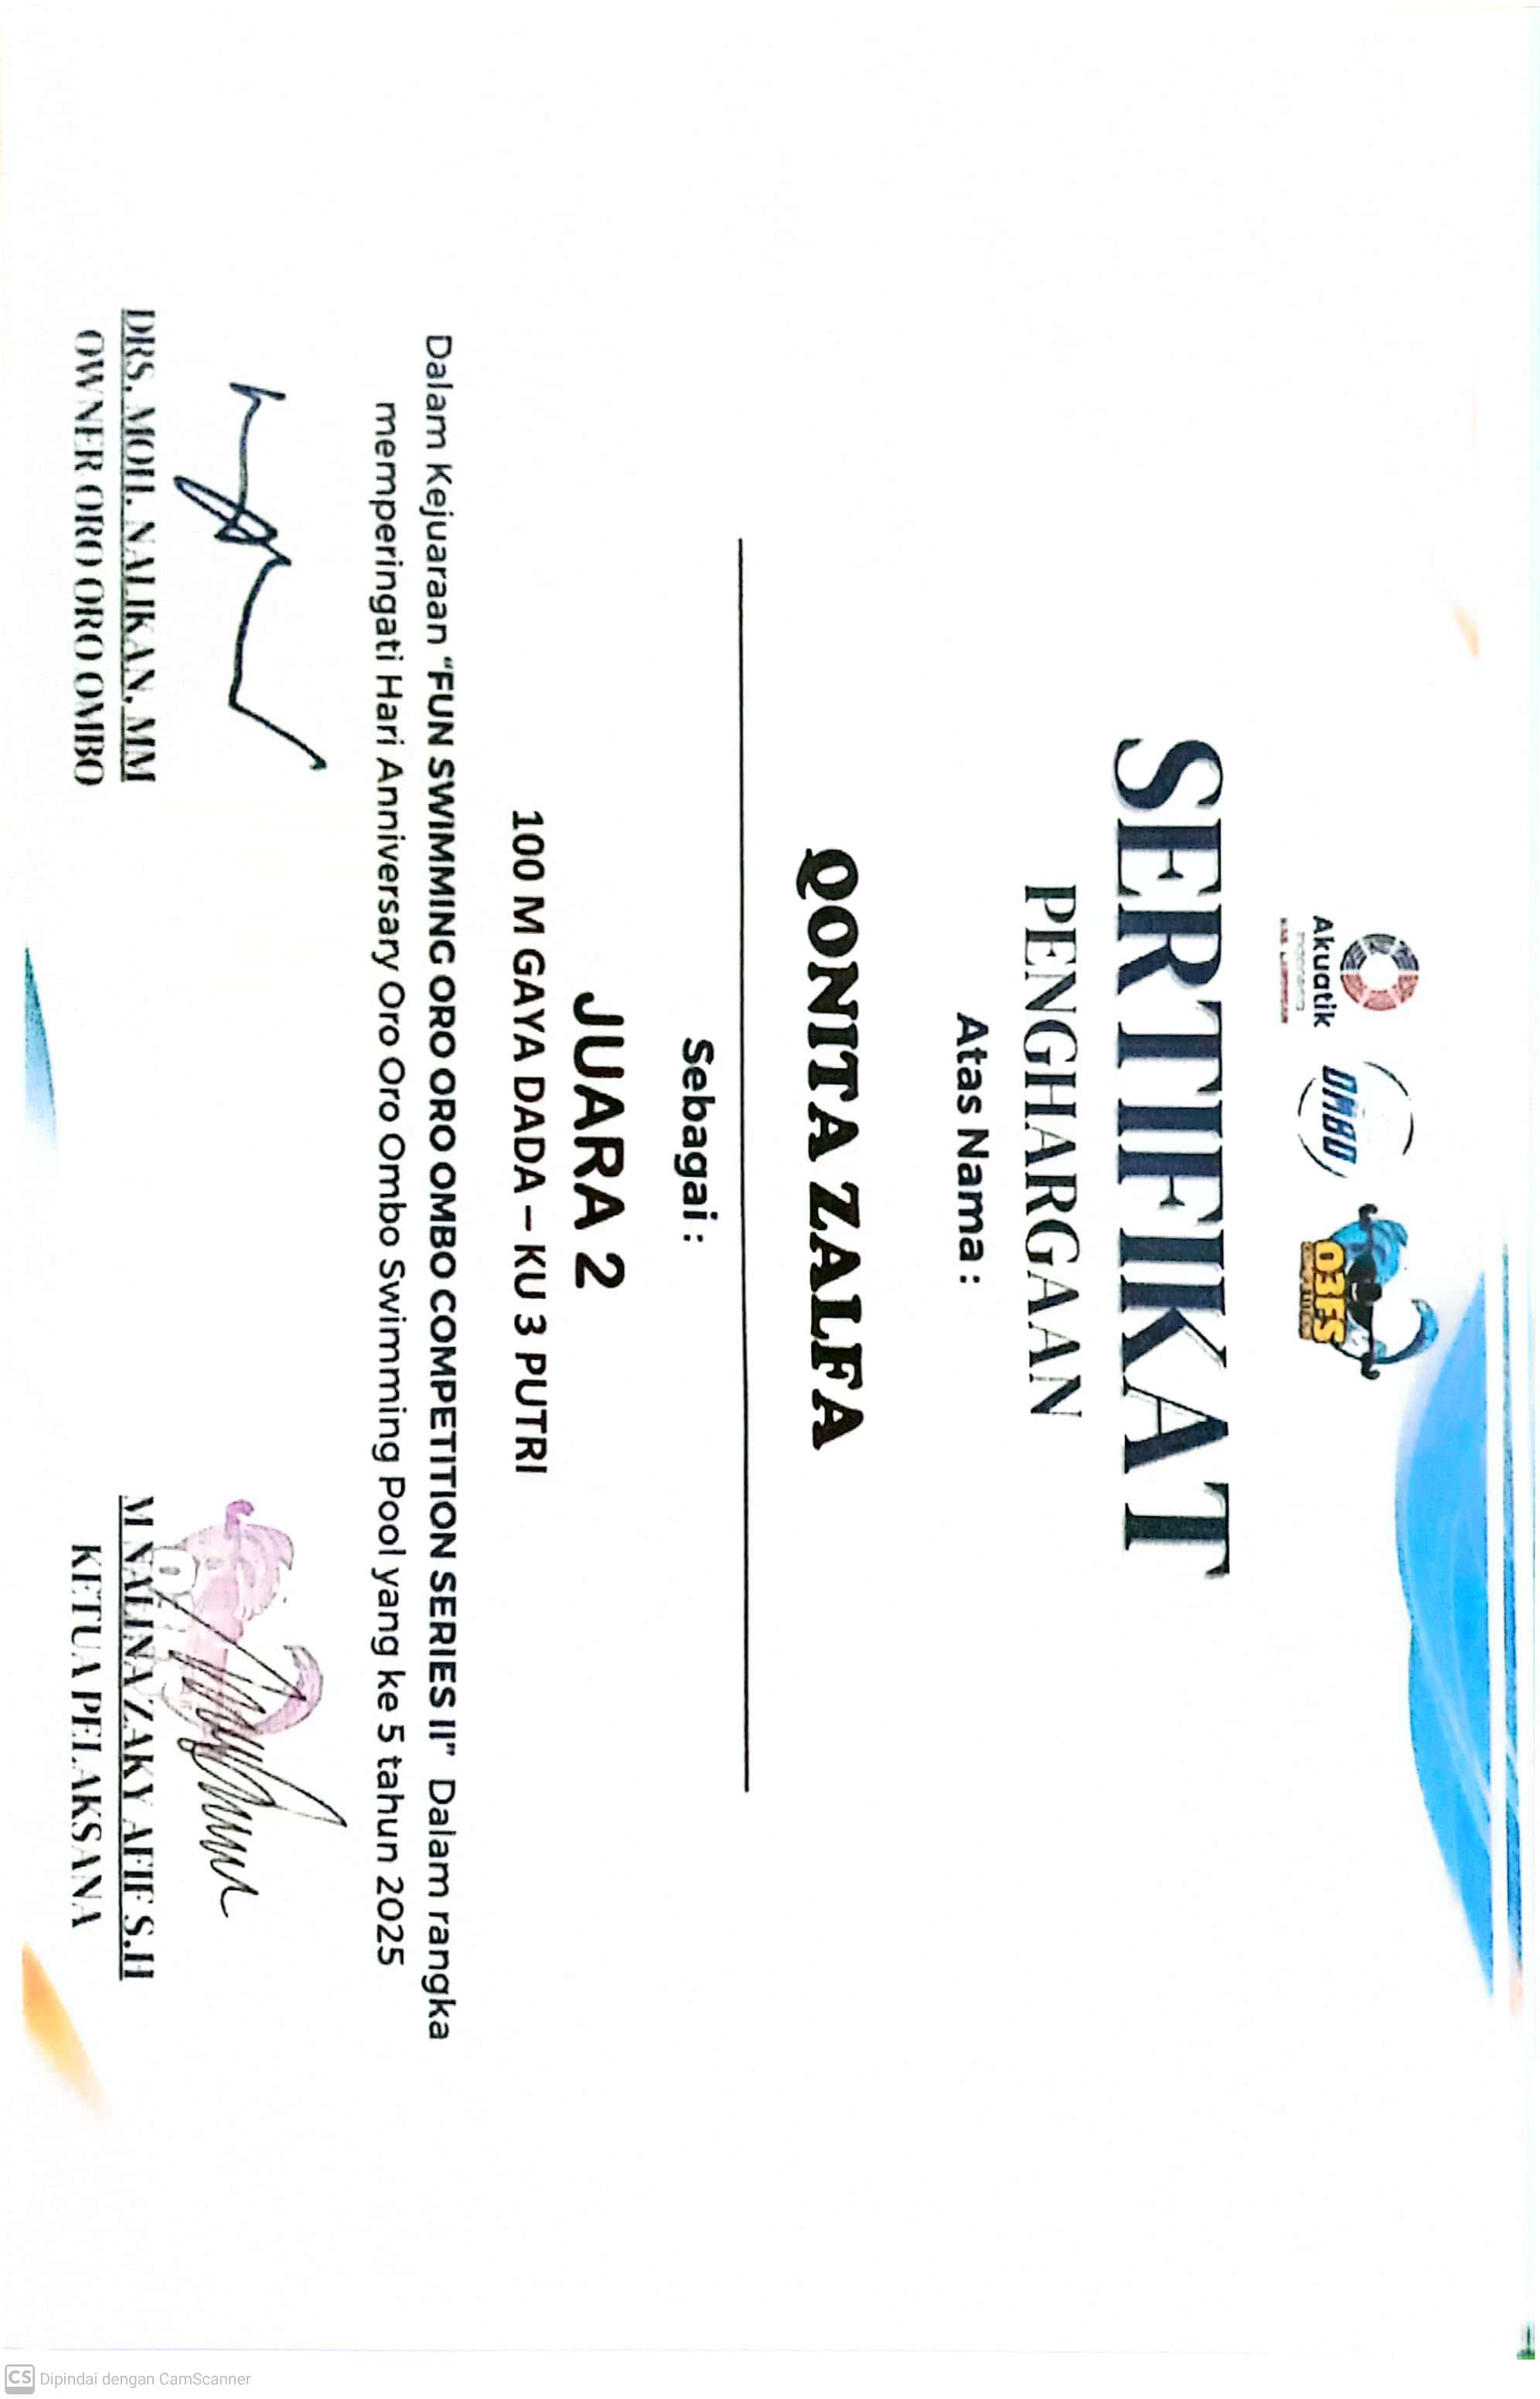 Akuatik
Indonesia
KAB. LAMONGAN
OMBO
O3FS
SERTIFIKAT
PENGHARGAAN
Atas Nama :
QONITA ZALFA
Sebagai :
JUARA 2
100 M GAYA DADA – KU 3 PUTRI
Dalam Kejuaraan “FUN SWIMMING ORO ORO OMBO COMPETITION SERIES II” Dalam rangka
memperingati Hari Anniversary Oro Oro Ombo Swimming Pool yang ke 5 tahun 2025
DRS. MOH. NALIKAN, MM
OWNER ORO ORO OMBO
M NALINA ZAKY AFIF S.H
KETUA PELAKSANA
CS Dipindai dengan CamScanner